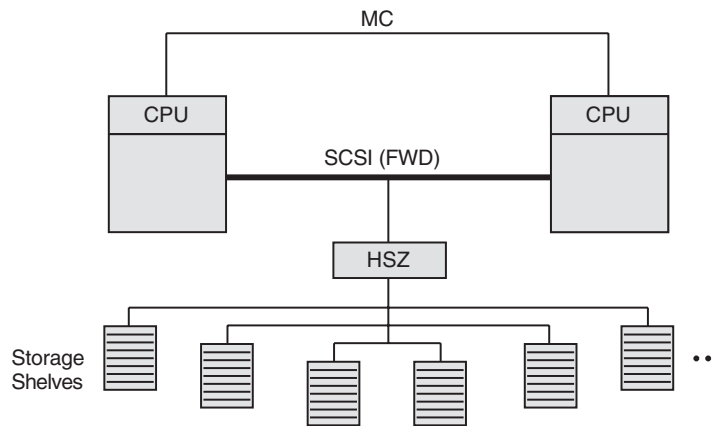 MC
CPU
CPU
SCSI (FWD)
HSZ
Storage
Shelves